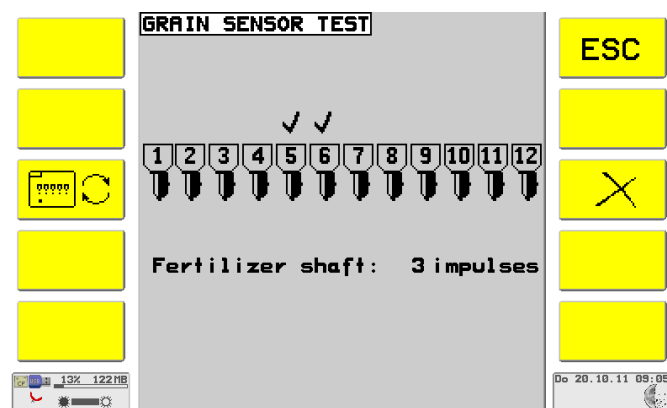 GRAIN SENSOR TEST
ESC
1 2 3 4 5 6 7 8 9 10 11 12
Fertilizer shaft: 3 impulses
13% 122MB
Do 20.10.11 09:05